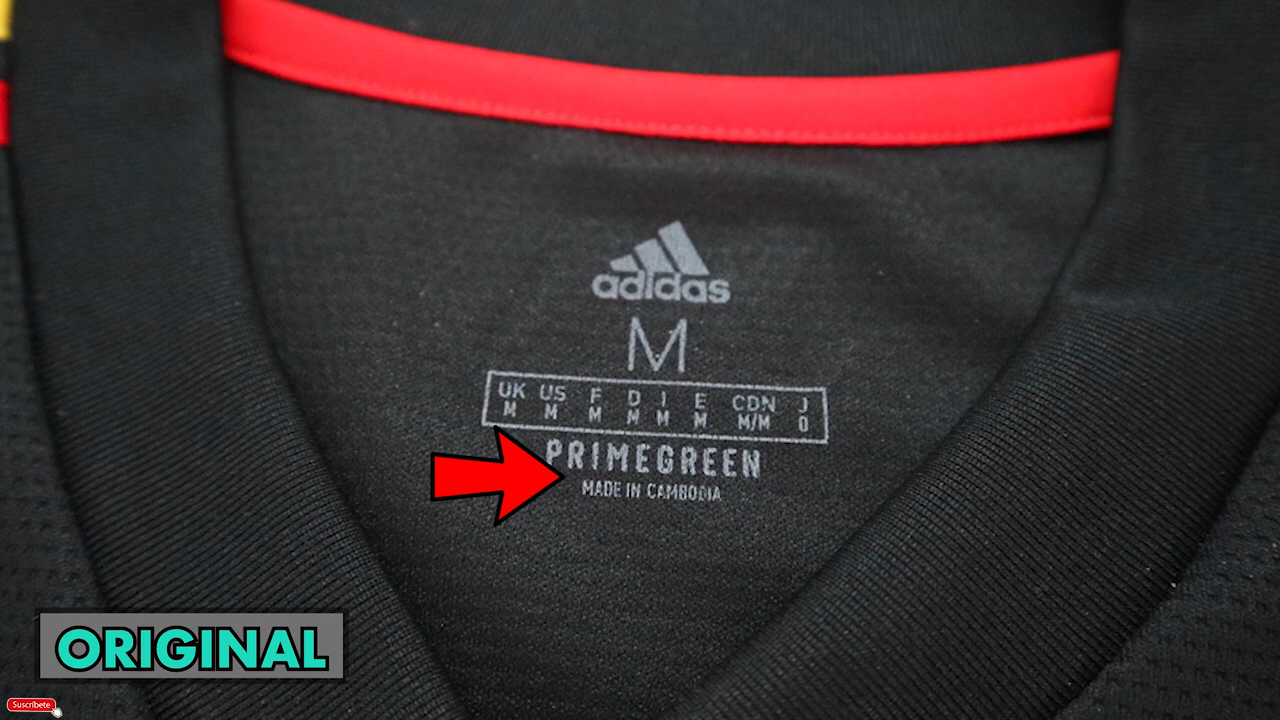 adidas
M
UK US F D I E CDN J
M M M M M M M/M O
PRIMEGREEN
MADE IN CAMBODIA
ORIGINAL
Suscríbete